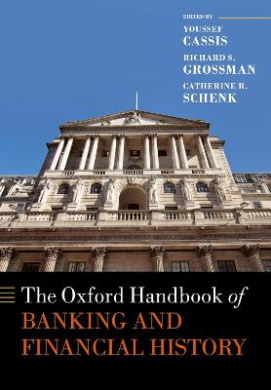 EDITED BY
YOUSSEF
CASSIS
RICHARD S.
GROSSMAN
CATHERINE R.
SCHENK
The Oxford Handbook of
BANKING AND
FINANCIAL HISTORY